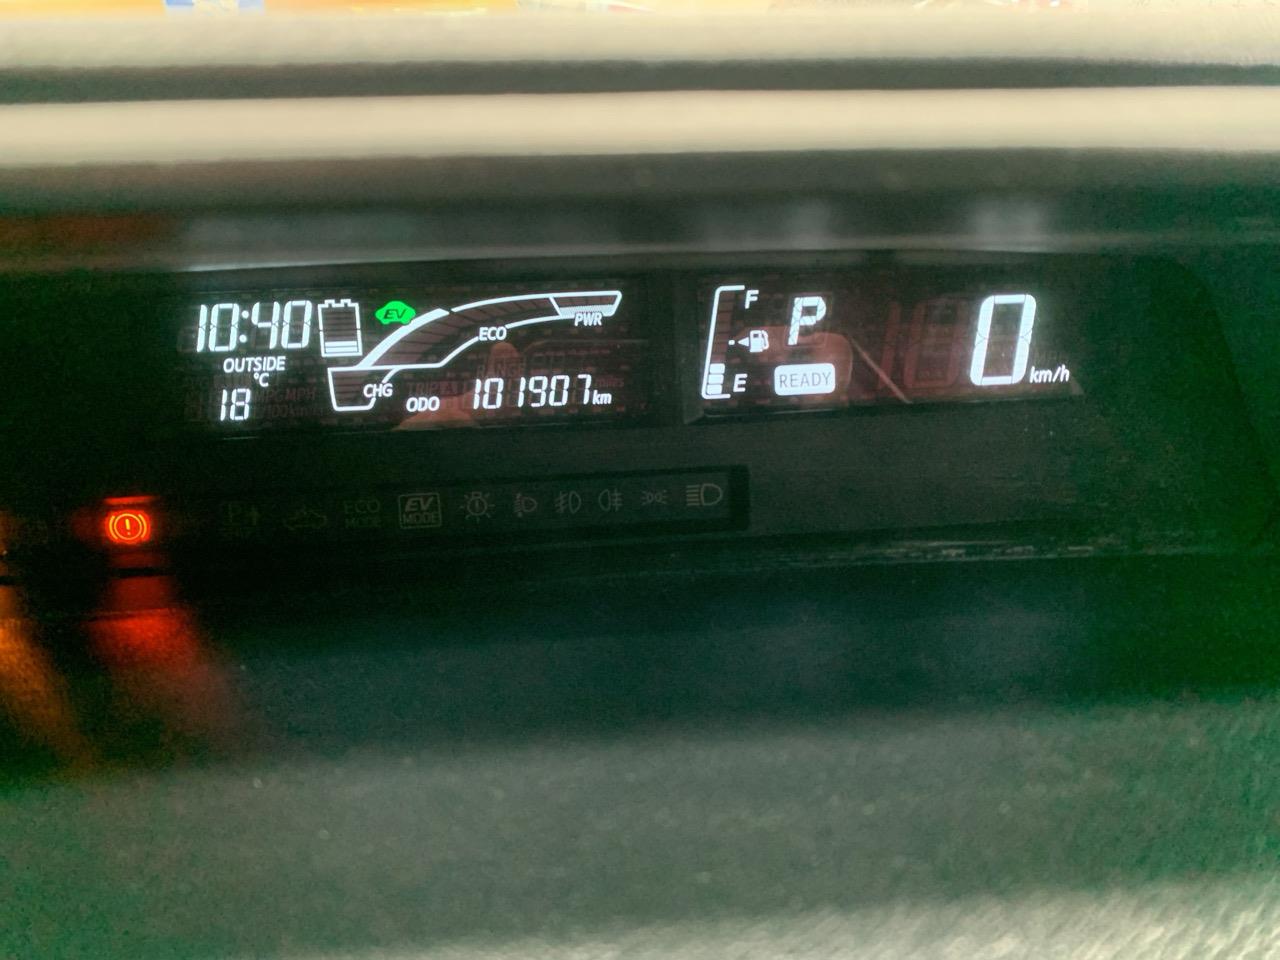 10:40
EV
OUTSIDE
°C
18
CHG
ECO
PWR
ODO 101907 km
F
E
P
READY
0 km/h
ECO
MODE
EV
MODE